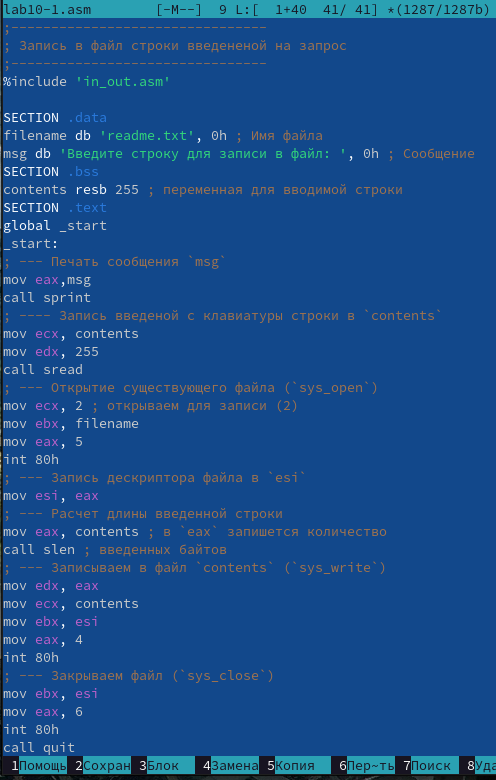 lab10-1.asm [-M--] 9 L:[ 1+40 41/ 41] *(1287/1287b)
;--------------------------------
; Запись в файл строки введененой на запрос
;--------------------------------
%include 'in_out.asm'
SECTION .data
filename db 'readme.txt', 0h ; Имя файла
msg db 'Введите строку для записи в файл: ', 0h ; Сообщение
SECTION .bss
contents resb 255 ; переменная для вводимой строки
SECTION .text
global _start
_start:
; --- Печать сообщения `msg`
mov eax,msg
call sprint
; ---- Запись введеной с клавиатуры строки в `contents`
mov ecx, contents
mov edx, 255
call sread
; --- Открытие существующего файла (`sys_open`)
mov ecx, 2 ; открываем для записи (2)
mov ebx, filename
mov eax, 5
int 80h
; --- Запись дескриптора файла в `esi`
mov esi, eax
; --- Расчет длины введенной строки
mov eax, contents ; в `eax` запишется количество
call slen ; введенных байтов
; --- Записываем в файл `contents` (`sys_write`)
mov edx, eax
mov ecx, contents
mov ebx, esi
mov eax, 4
int 80h
; --- Закрываем файл (`sys_close`)
mov ebx, esi
mov eax, 6
int 80h
call quit
1Помощь 2Сохран 3Блок 4Замена 5Копия 6Пер~ть 7Поиск 8Уда